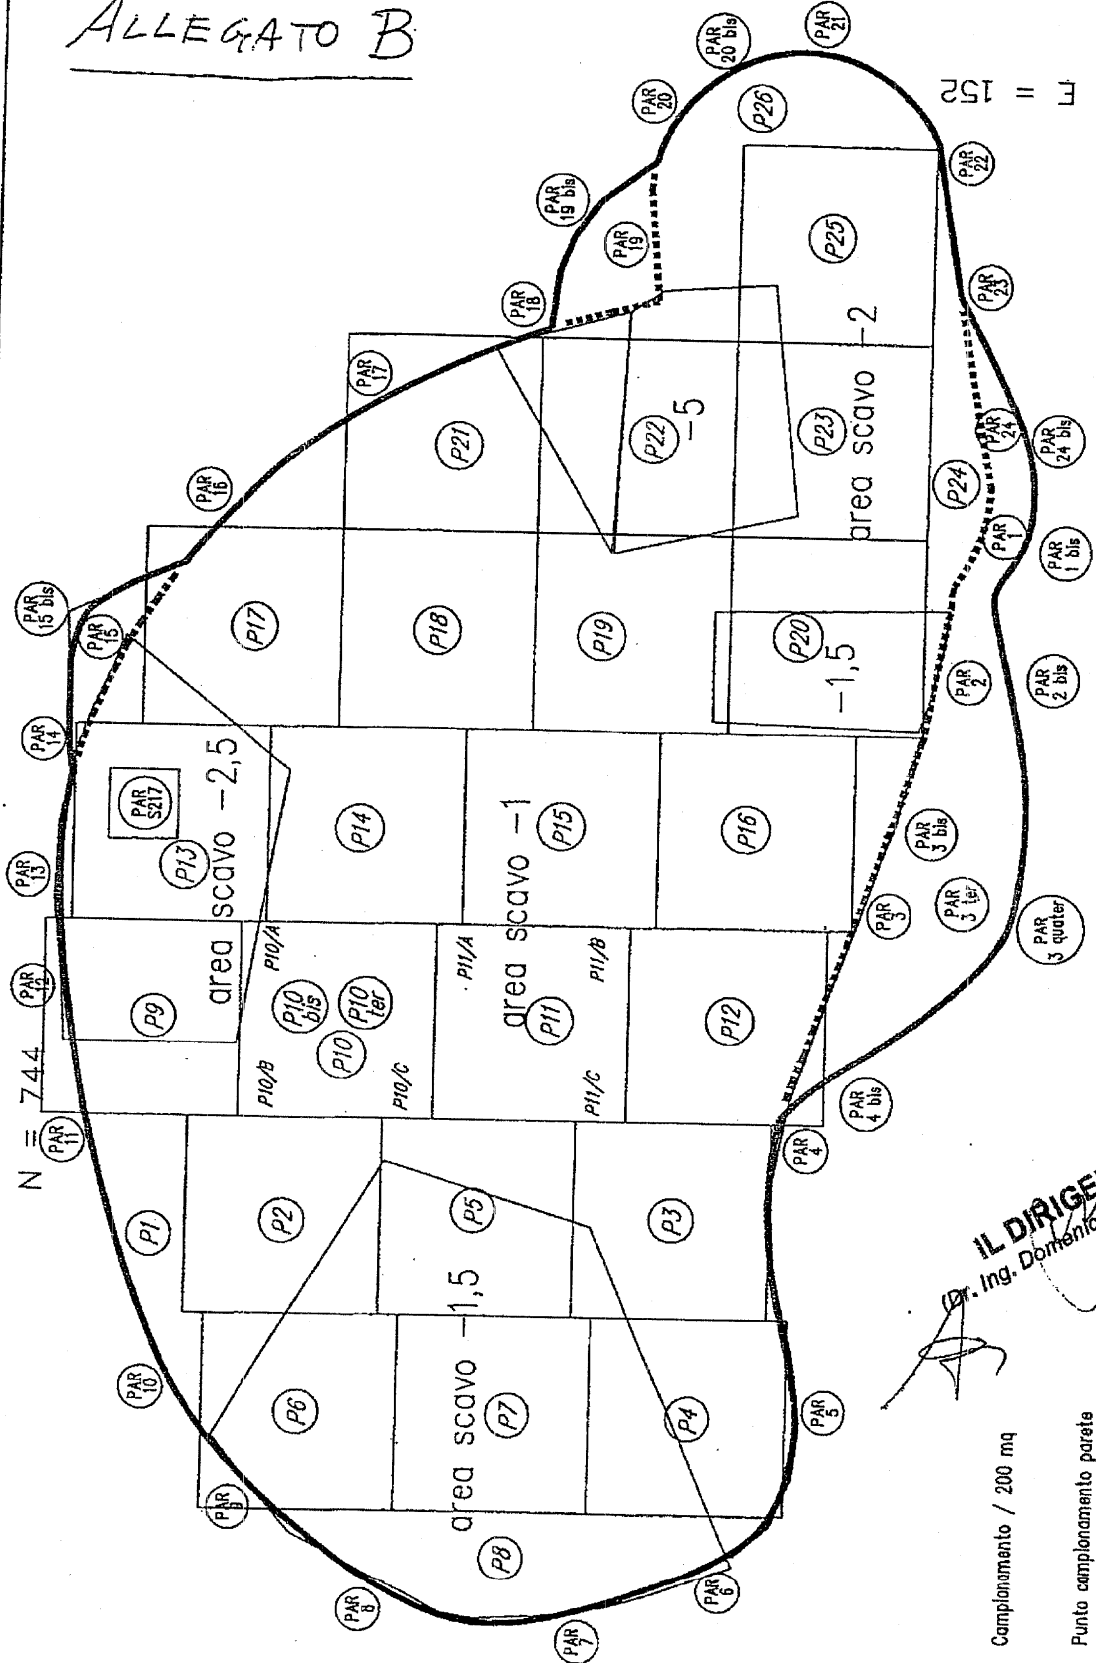 ALLEGATO B
PAR 21
PAR 20 bis
PAR 20
P26
E = 152
PAR 22
PAR 19 bis
PAR 19
P25
PAR 18
PAR 23
area scavo -2
PAR 17
P21
P22
-5
P23
PAR 24
PAR 24 bis
P24
PAR 16
PAR 1
PAR 1 bis
PAR 15 bis
PAR 15
P17
P18
P19
P20
-1,5
PAR 2
PAR 2 bis
PAR 14
PAR S217
P13
area scavo -2,5
P14
area scavo -1
P15
P16
PAR 3 bis
PAR 13
PAR 3
PAR 3 ter
PAR 3 quater
PAR 12
P9
P10/A
P10 bis
P10 ter
P10
P10/B
P10/C
P11/A
P11/B
P11
P11/C
P12
N = 744
PAR 11
PAR 4 bis
PAR 4
P1
P2
P5
P3
IL DIRIGE
(Dr. Ing. Domenico
PAR 10
P6
area scavo -1,5
P7
P4
PAR 5
PAR 9
P8
PAR 8
PAR 7
PAR 6
Campionamento / 200 mq
Punto campionamento parete